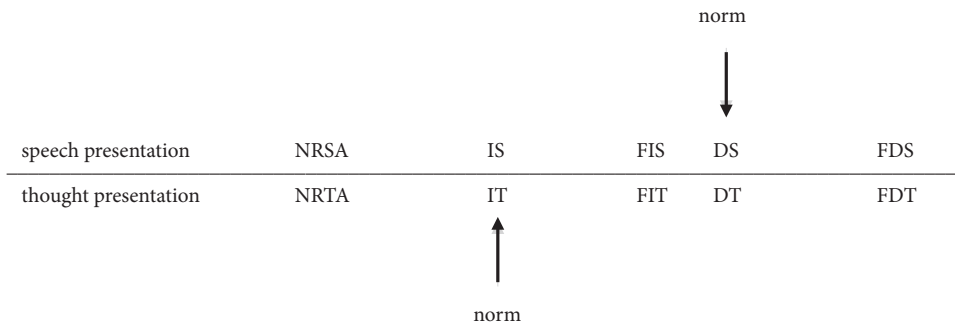 norm
speech presentation NRSA IS FIS DS FDS
thought presentation NRTA IT FIT DT FDT
norm